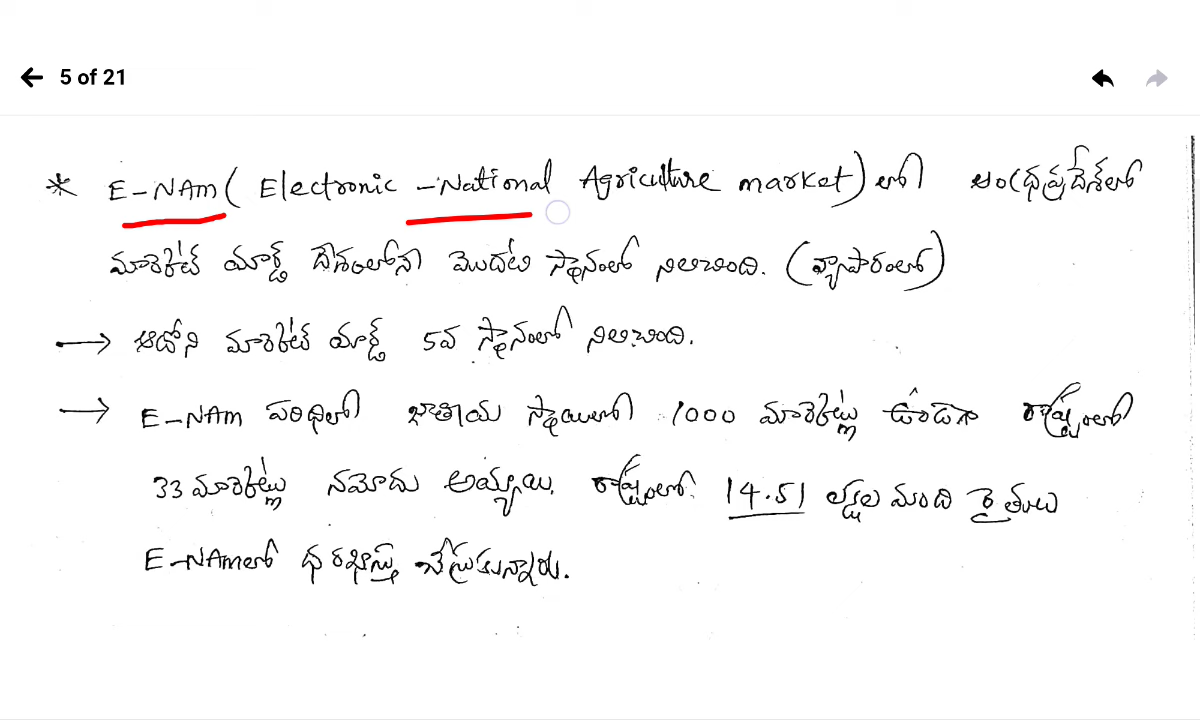 5 of 21
* E-NAM ( Electronic -National Agriculture market) లో ఆంధ్రప్రదేశ్‌లో
మార్కెట్ యార్డ్ దేశంలోనే మొదటి స్థానంలో నిలిచింది. (వ్యాపారంలో)
→ ఆదోని మార్కెట్ యార్డ్ 5వ స్థానంలో నిలిచింది.
→ E-NAM పరిధిలో జాతీయ స్థాయిలో 1000 మార్కెట్లు ఉండగా రాష్ట్రంలో
33 మార్కెట్లు నమోదు అయ్యాయి. రాష్ట్రంలో 14.51 లక్షల మంది రైతులు
E-NAMలో ధరఖాస్తు చేసుకున్నారు.